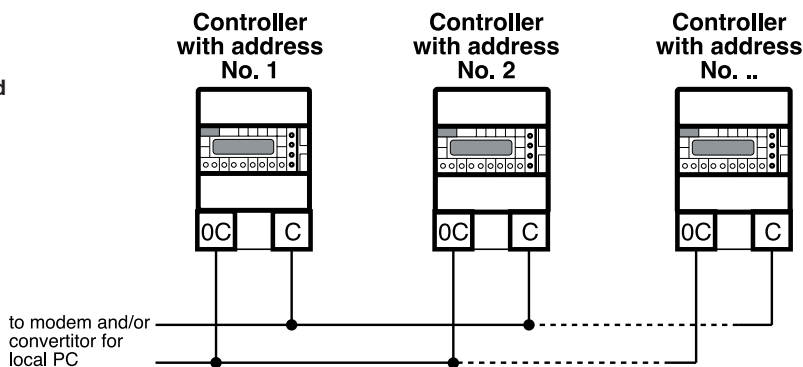 Controller
with address
No. 1
Controller
with address
No. 2
Controller
with address
No. ..
d
0C
C
0C
C
0C
C
to modem and/or
convertitor for
local PC